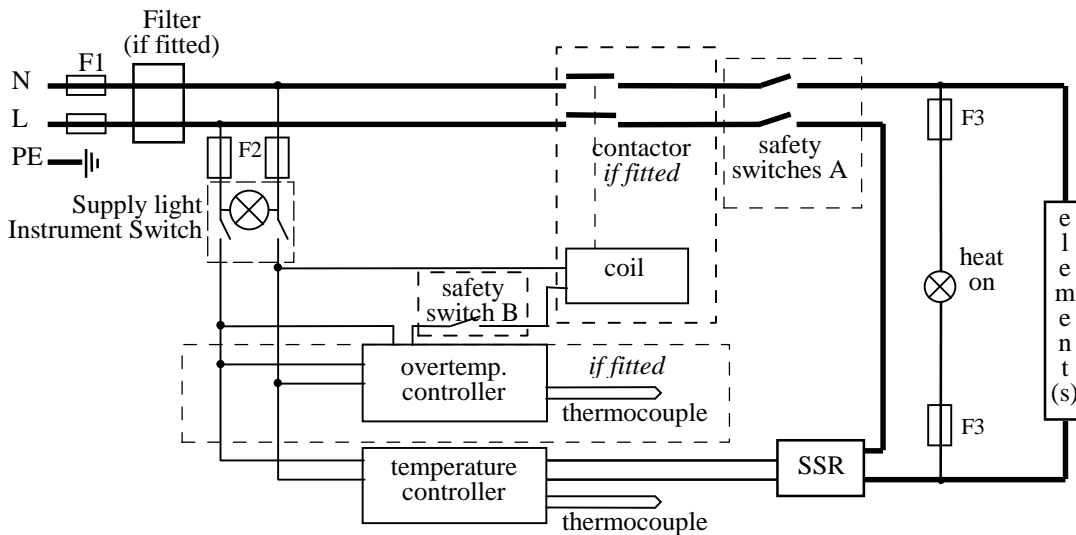 Filter
(if fitted)
F1
N
L
PE
F2
Supply light
Instrument Switch
contactor
if fitted
safety
switches A
F3
coil
safety
switch B
heat
on
e
l
e
m
e
n
t
(s)
overtemp.
controller
if fitted
thermocouple
F3
temperature
controller
SSR
thermocouple